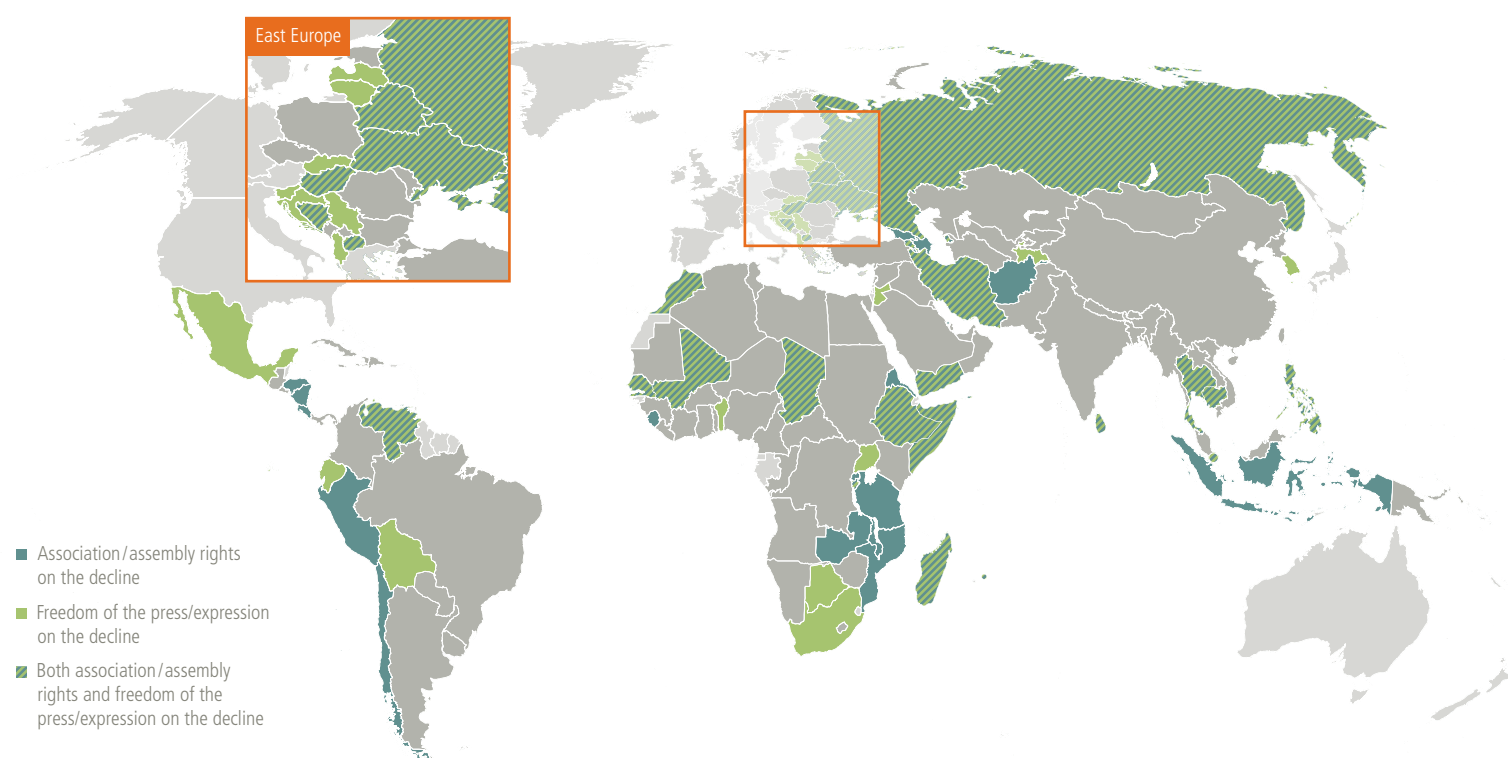 East Europe
Association/assembly rights
on the decline
Freedom of the press/expression
on the decline
Both association/assembly
rights and freedom of the
press/expression on the decline